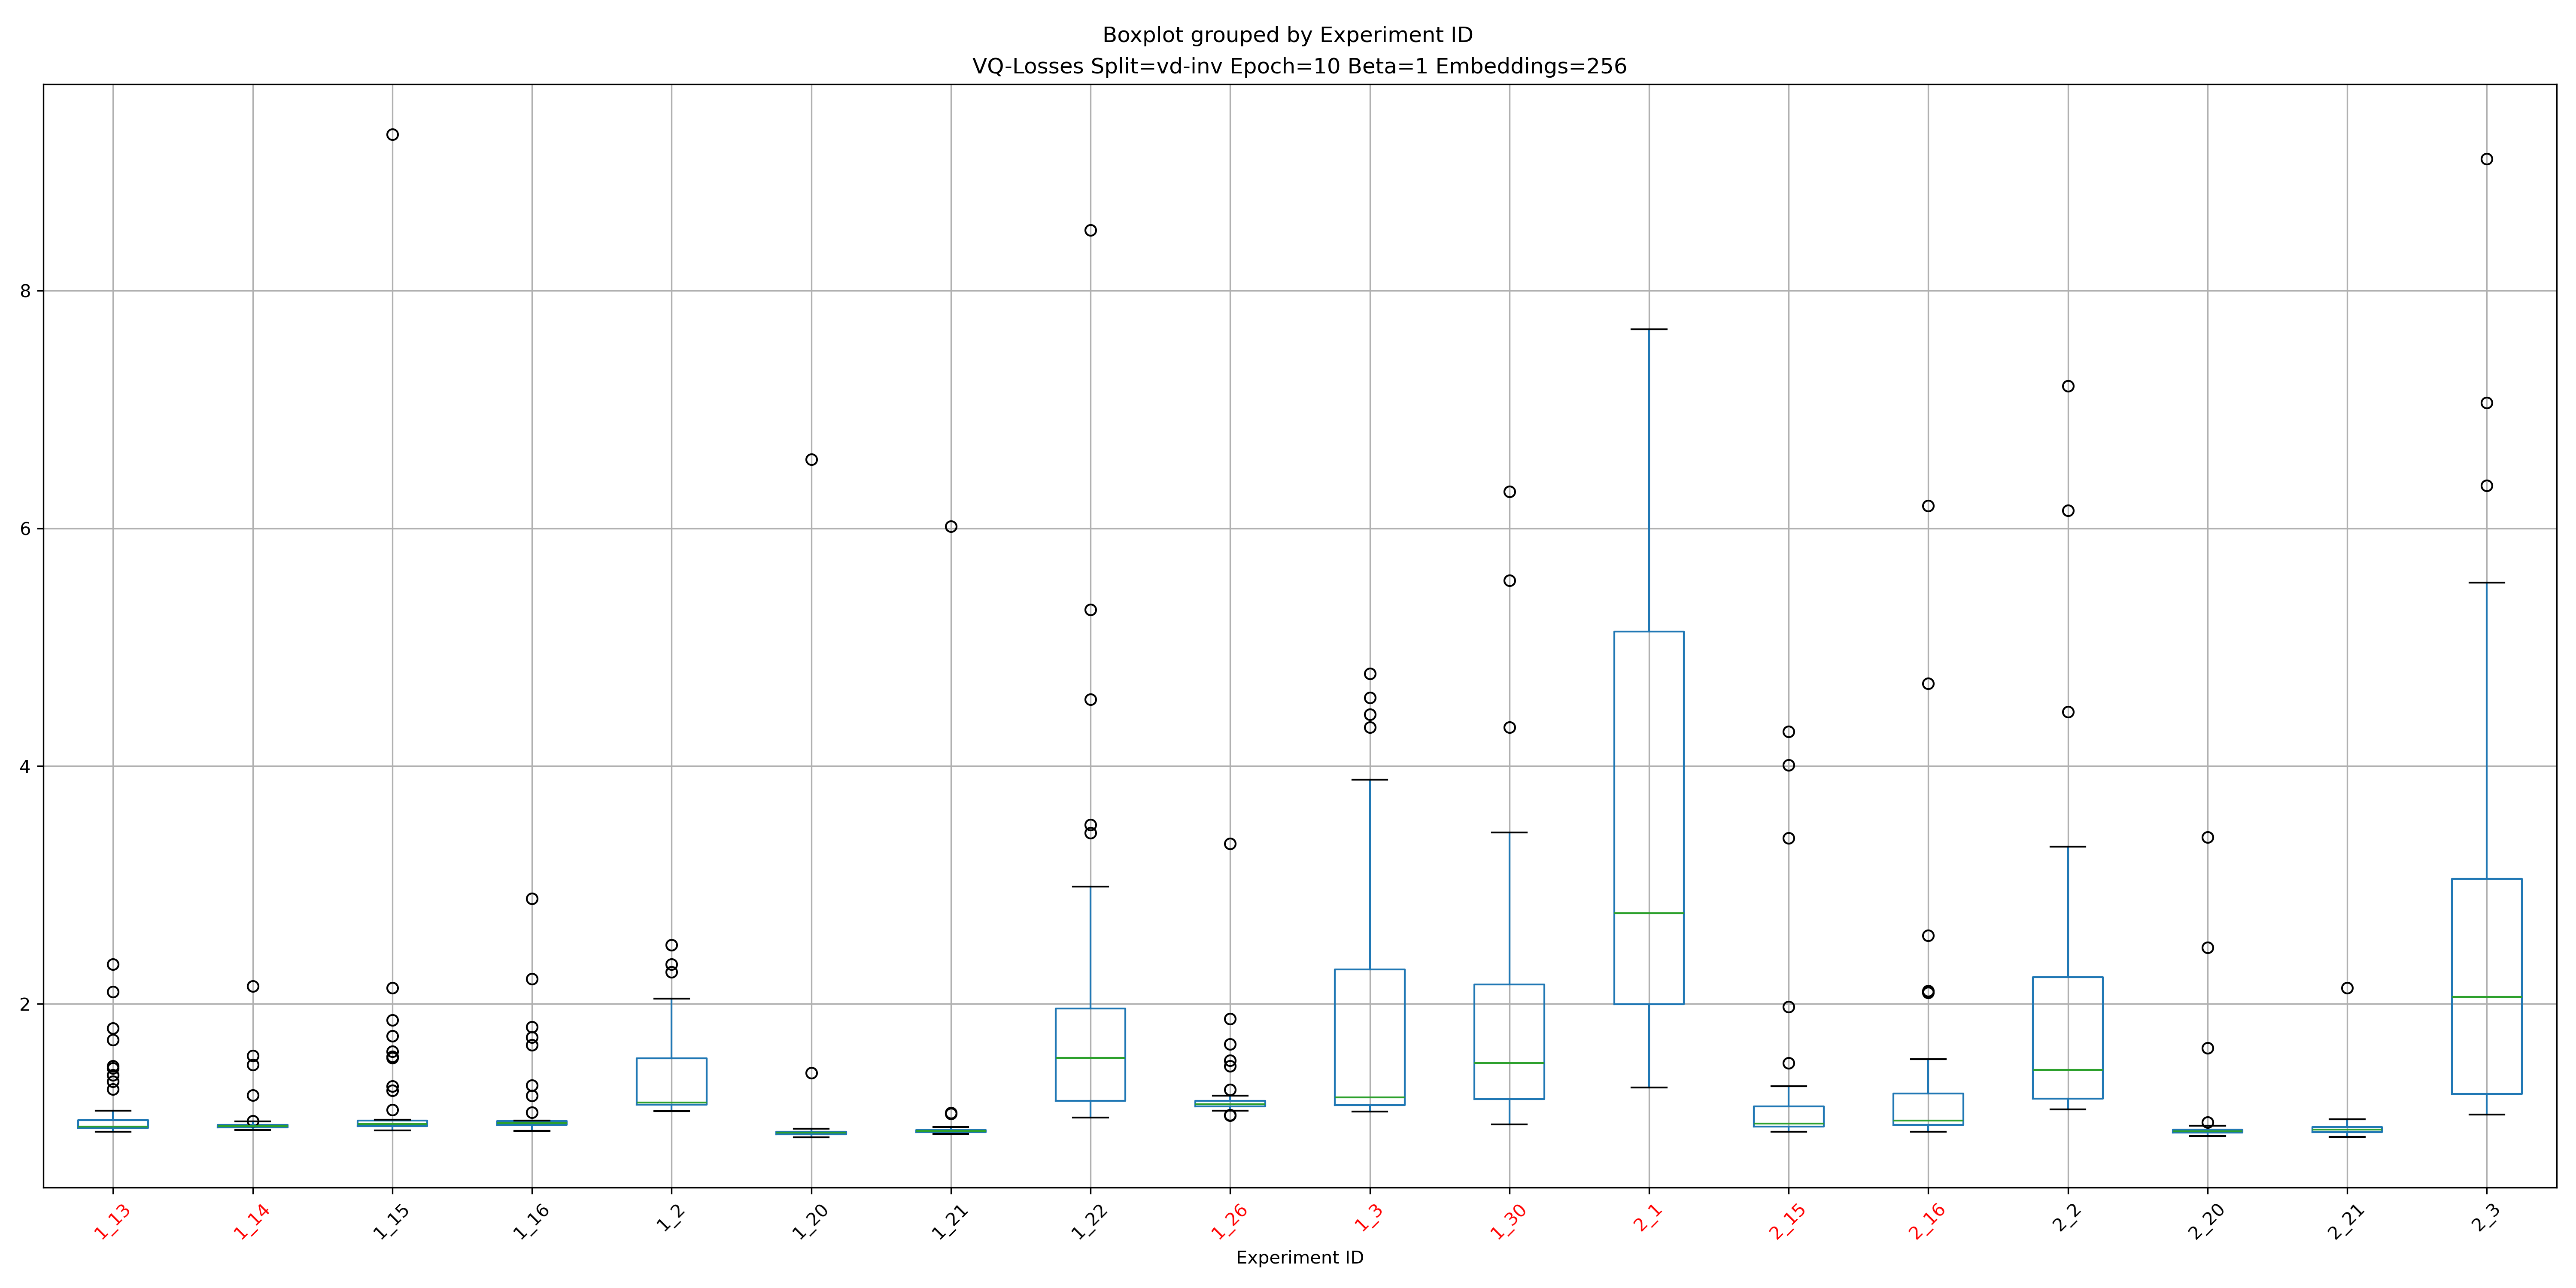 Boxplot grouped by Experiment ID
VQ-Losses Split=vd-inv Epoch=10 Beta=1 Embeddings=256
8
6
4
2
1_13 1_14 1_15 1_16 1_2 1_20 1_21 1_22 1_26 1_3 1_30 2_1 2_15 2_16 2_2 2_20 2_21 2_3
Experiment ID